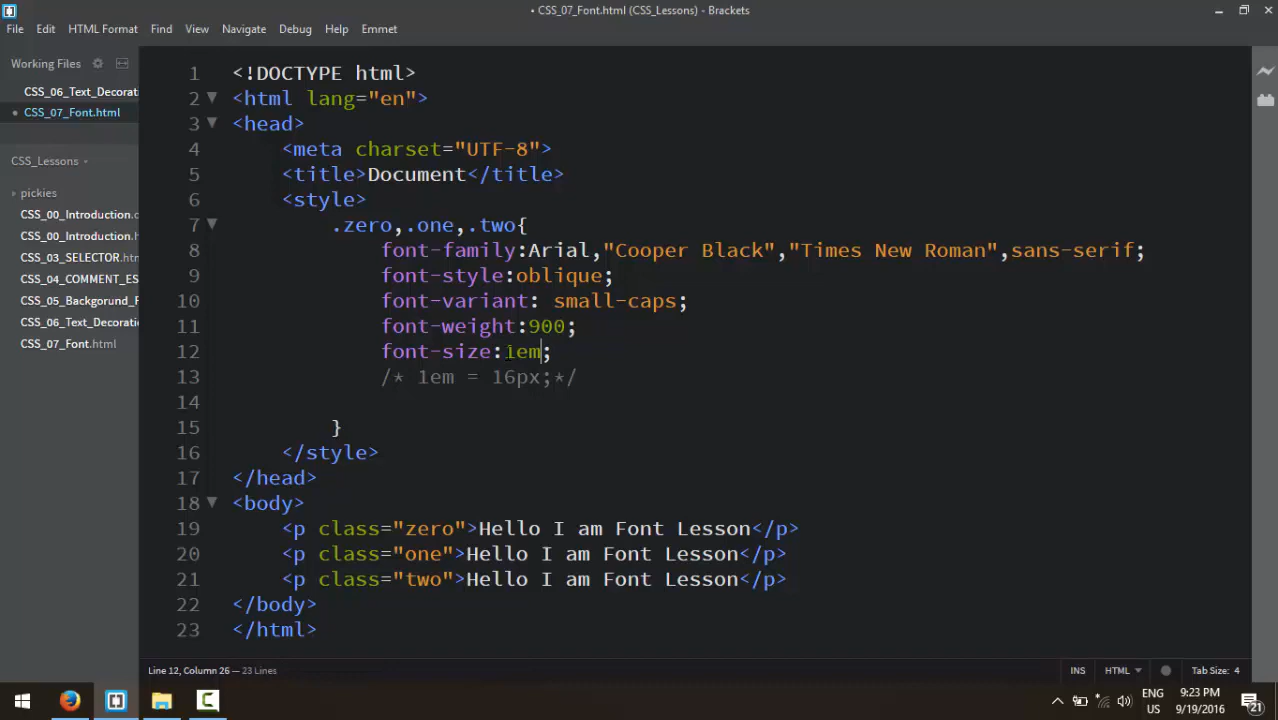 • CSS_07_Font.html (CSS_Lessons) - Brackets
File Edit HTML Format Find View Navigate Debug Help Emmet
Working Files
CSS_06_Text_Decorati
• CSS_07_Font.html
CSS_Lessons
pickies
CSS_00_Introduction.c
CSS_00_Introduction.h
CSS_03_SELECTOR.htm
CSS_04_COMMENT_ES
CSS_05_Backgorund_F
CSS_06_Text_Decoratio
CSS_07_Font.html
1 <!DOCTYPE html>
2 <html lang="en">
3 <head>
4 <meta charset="UTF-8">
5 <title>Document</title>
6 <style>
7 .zero,.one,.two{
8 font-family:Arial,"Cooper Black","Times New Roman",sans-serif;
9 font-style:oblique;
10 font-variant: small-caps;
11 font-weight:900;
12 font-size:1em;
13 /* 1em = 16px;*/
14
15 }
16 </style>
17 </head>
18 <body>
19 <p class="zero">Hello I am Font Lesson</p>
20 <p class="one">Hello I am Font Lesson</p>
21 <p class="two">Hello I am Font Lesson</p>
22 </body>
23 </html>
Line 12, Column 26 — 23 Lines
INS HTML Tab Size: 4
ENG 9:23 PM
US 9/19/2016
21